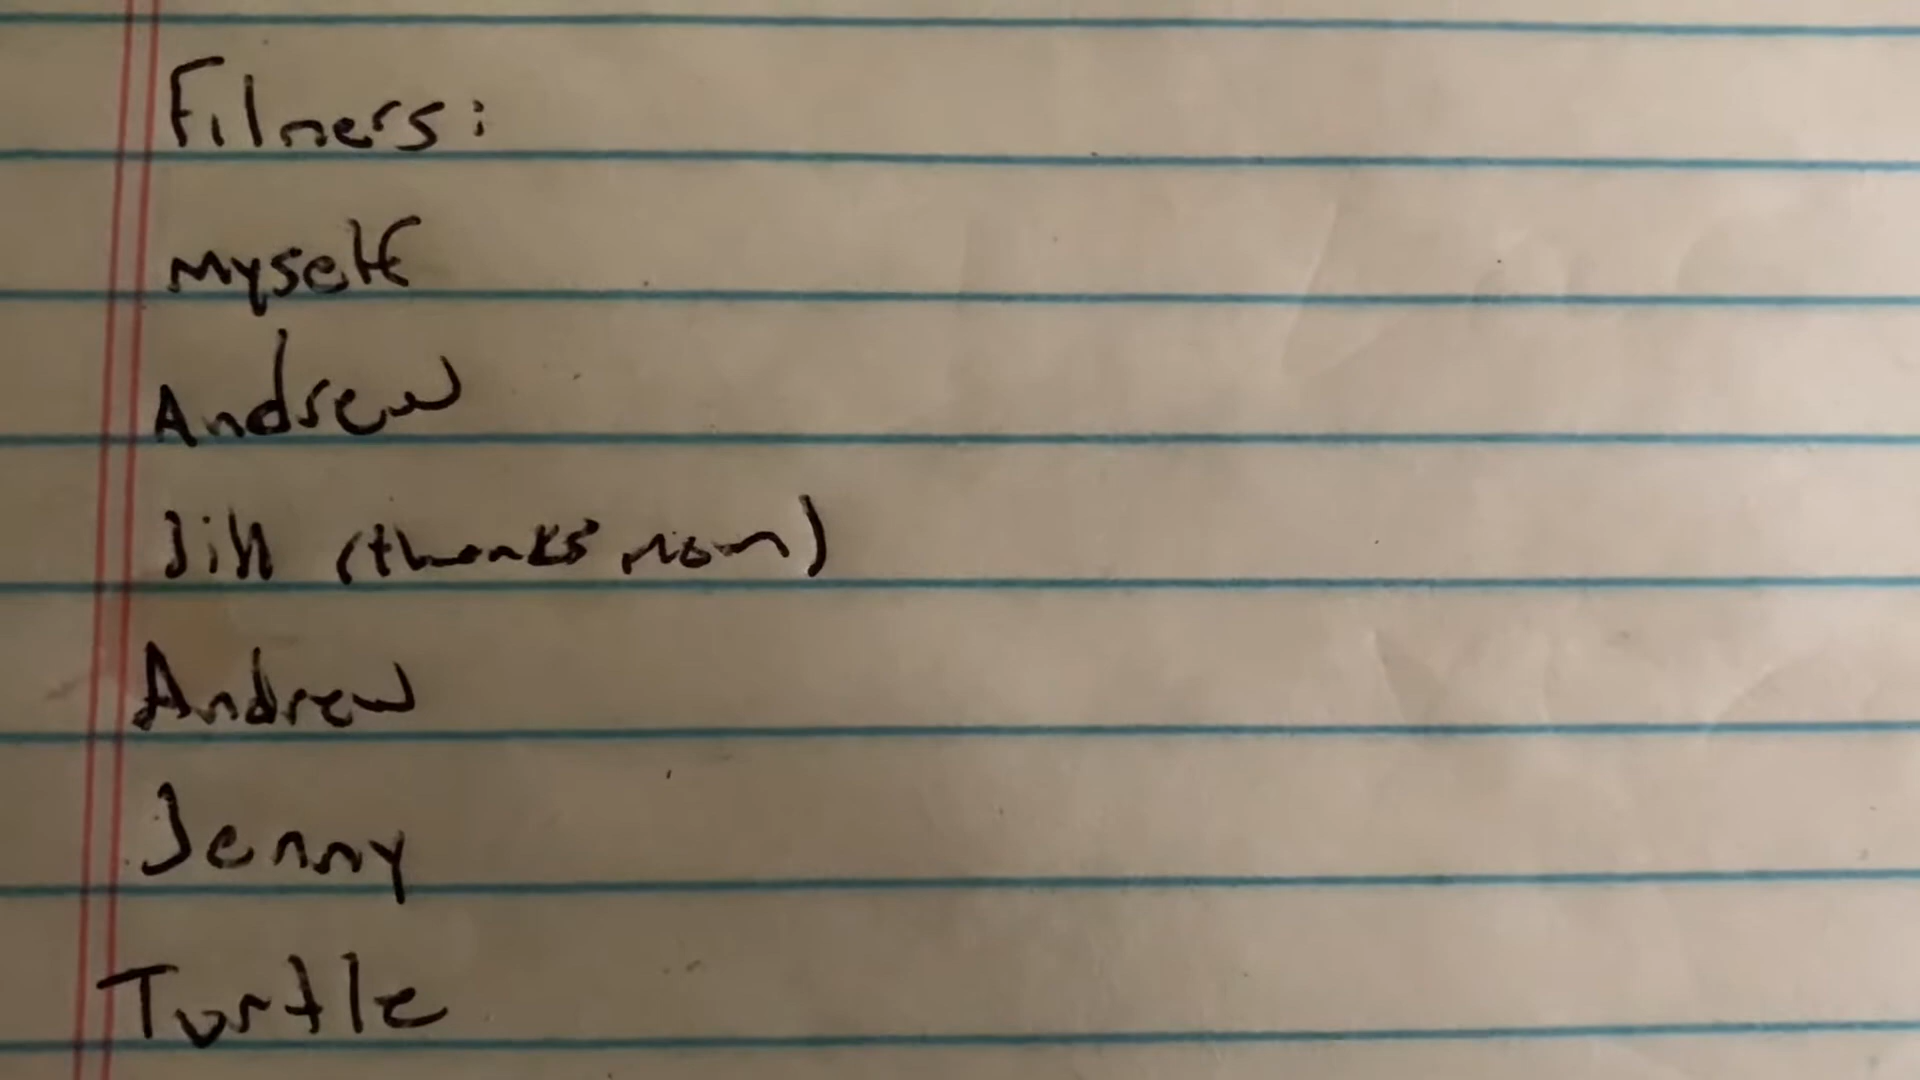 Filmers:
Myself
Andrew
Jill (thanks mom)
Andrew
Jenny
Turtle